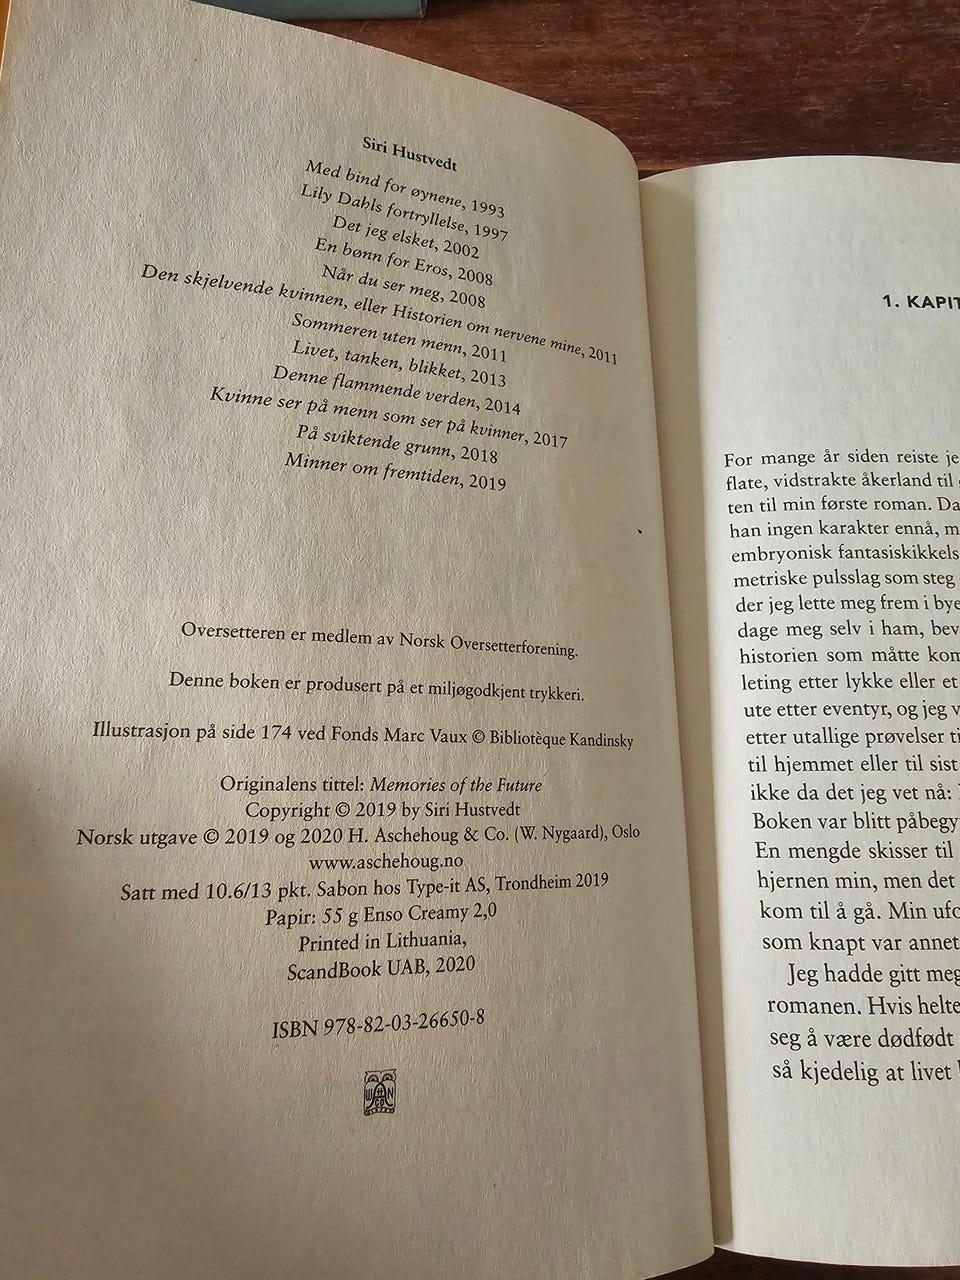 Siri Hustvedt
Med bind for øynene, 1993
Lily Dahls fortryllelse, 1997
Det jeg elsket, 2002
En bønn for Eros, 2008
Når du ser meg, 2008
Den skjelvende kvinnen, eller Historien om nervene mine, 2011
Sommeren uten menn, 2011
Livet, tanken, blikket, 2013
Denne flammende verden, 2014
Kvinne ser på menn som ser på kvinner, 2017
På sviktende grunn, 2018
Minner om fremtiden, 2019
Oversetteren er medlem av Norsk Oversetterforening.
Denne boken er produsert på et miljøgodkjent trykkeri.
Illustrasjon på side 174 ved Fonds Marc Vaux © Bibliotèque Kandinsky
Originalens tittel: Memories of the Future
Copyright © 2019 by Siri Hustvedt
Norsk utgave © 2019 og 2020 H. Aschehoug & Co. (W. Nygaard), Oslo
www.aschehoug.no
Satt med 10.6/13 pkt. Sabon hos Type-it AS, Trondheim 2019
Papir: 55 g Enso Creamy 2,0
Printed in Lithuania,
ScandBook UAB, 2020
ISBN 978-82-03-26650-8
1. KAPIT
For mange år siden reiste je
flate, vidstrakte åkerland til
ten til min første roman. Da
han ingen karakter ennå, m
embryonisk fantasiskikkels
metriske pulsslag som steg
der jeg lette meg frem i bye
dage meg selv i ham, bev
historien som måtte kom
leting etter lykke eller et
ute etter eventyr, og jeg v
etter utallige prøvelser ti
til hjemmet eller til sist
ikke da det jeg vet nå:
Boken var blitt påbegy
En mengde skisser til
hjernen min, men det
kom til å gå. Min ufo
som knapt var annet
Jeg hadde gitt meg
romanen. Hvis helte
seg å være dødfødt
så kjedelig at livet